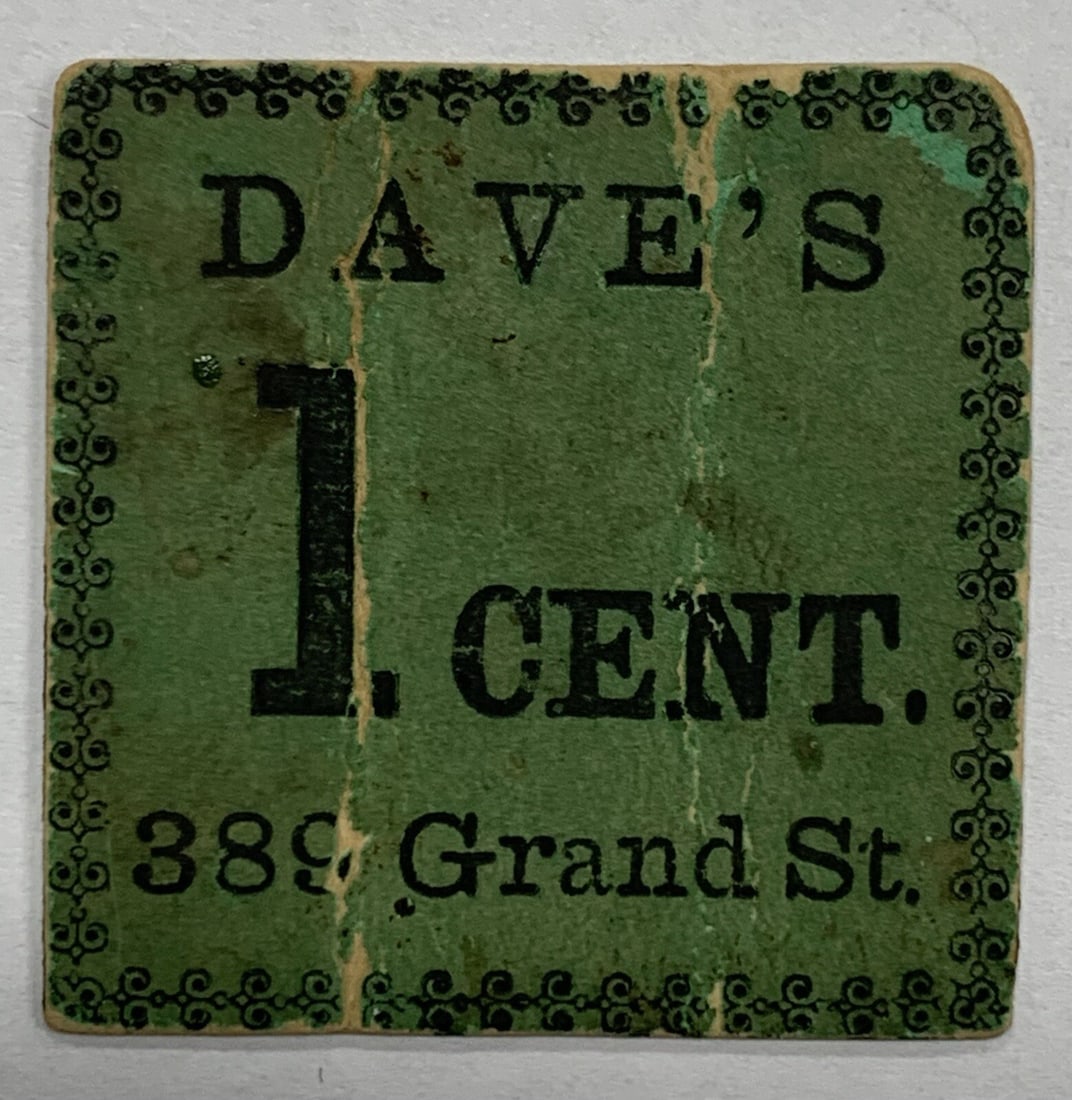 DAVE'S
1 CENT.
389 Grand St.